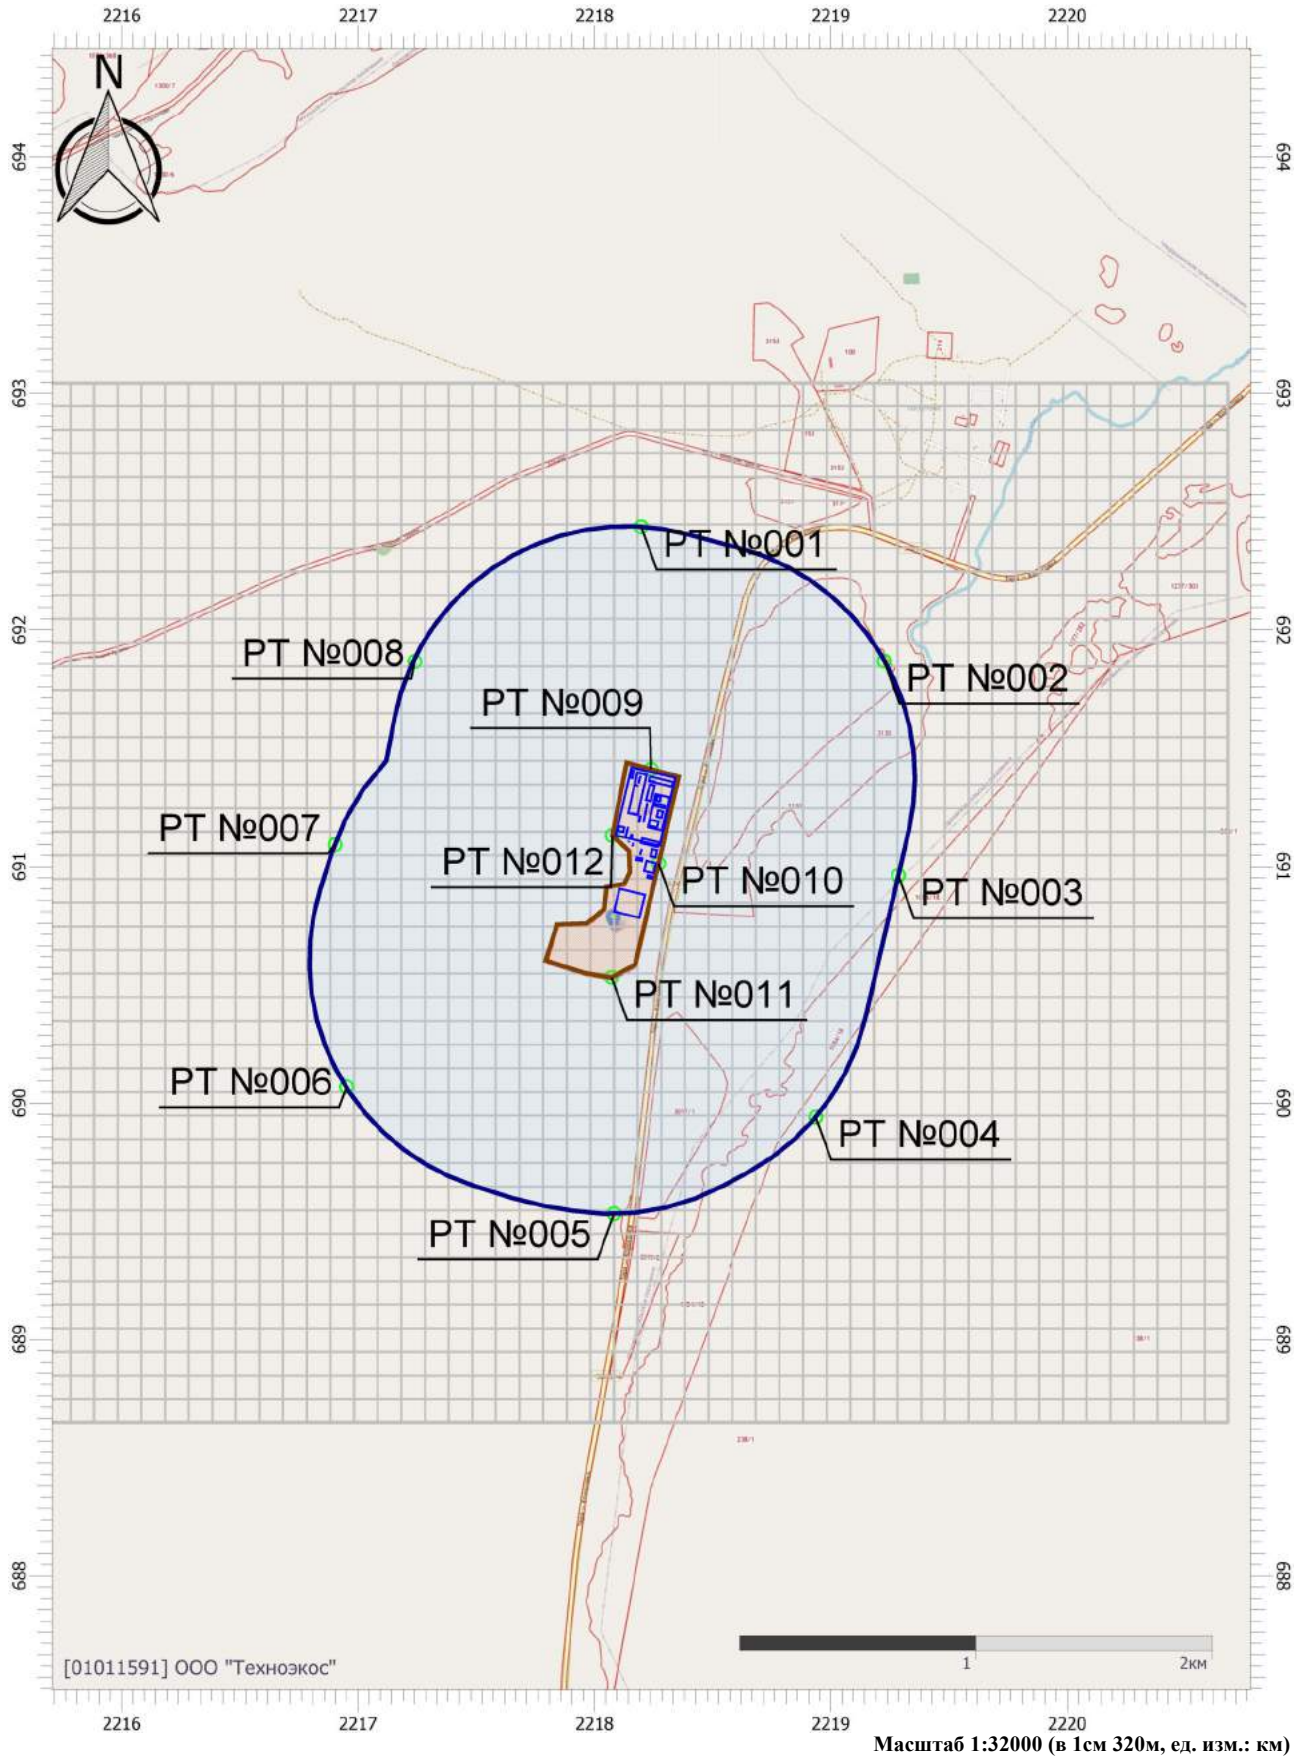 2216 2217 2218 2219 2220
N
694 694
693 693
РТ №001
692 692
РТ №008
РТ №002
РТ №009
РТ №007
691 691
РТ №012
РТ №010
РТ №003
РТ №011
РТ №006
690 690
РТ №004
РТ №005
689 689
238/1
688 688
1 2км
[01011591] ООО "Техноэкос"
2216 2217 2218 2219 2220
Масштаб 1:32000 (в 1см 320м, ед. изм.: км)